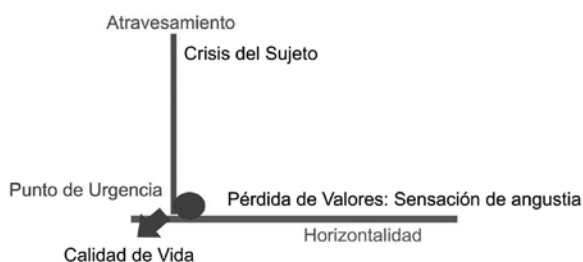 Atravesamiento
Crisis del Sujeto
Punto de Urgencia
Pérdida de Valores: Sensación de angustia
Horizontalidad
Calidad de Vida